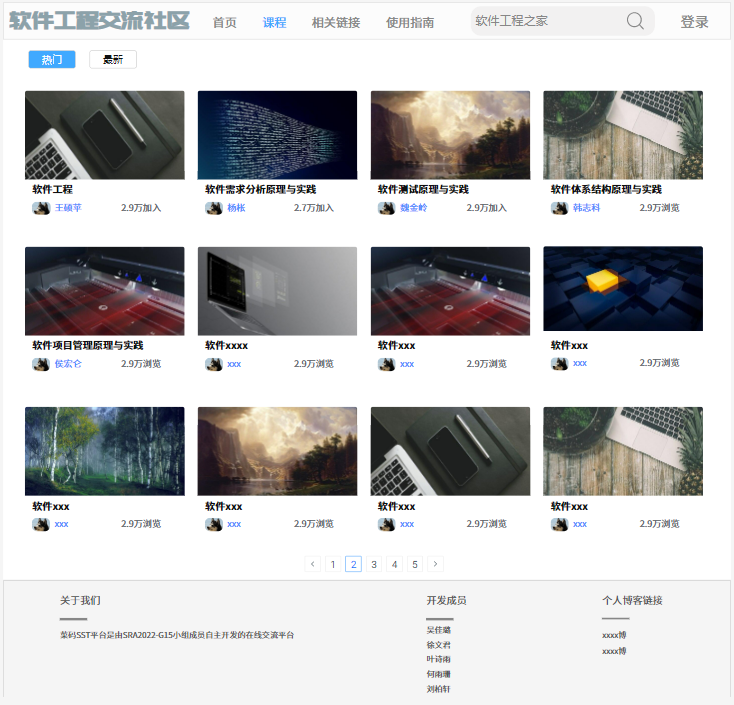 软件工程交流社区 首页 课程 相关链接 使用指南 软件工程之家 登录
热门 最新
软件工程 软件需求分析原理与实践 软件测试原理与实践 软件体系结构原理与实践
王硕苹 2.9万加入 杨枨 2.7万加入 魏金岭 2.9万加入 韩志科 2.9万浏览
软件项目管理原理与实践 软件xxxx 软件xxx 软件xxx
侯宏仑 2.9万浏览 xxx 2.9万浏览 xxx 2.9万浏览 xxx 2.9万浏览
软件xxx 软件xxx 软件xxx 软件xxx
xxx 2.9万浏览 xxx 2.9万浏览 xxx 2.9万浏览 xxx 2.9万浏览
< 1 2 3 4 5 >
关于我们 开发成员 个人博客链接
菜码SST平台是由SRA2022-G15小组成员自主开发的在线交流平台
吴佳璐 xxxx博
徐文君 xxxx博
叶诗雨
何雨珊
刘柏轩